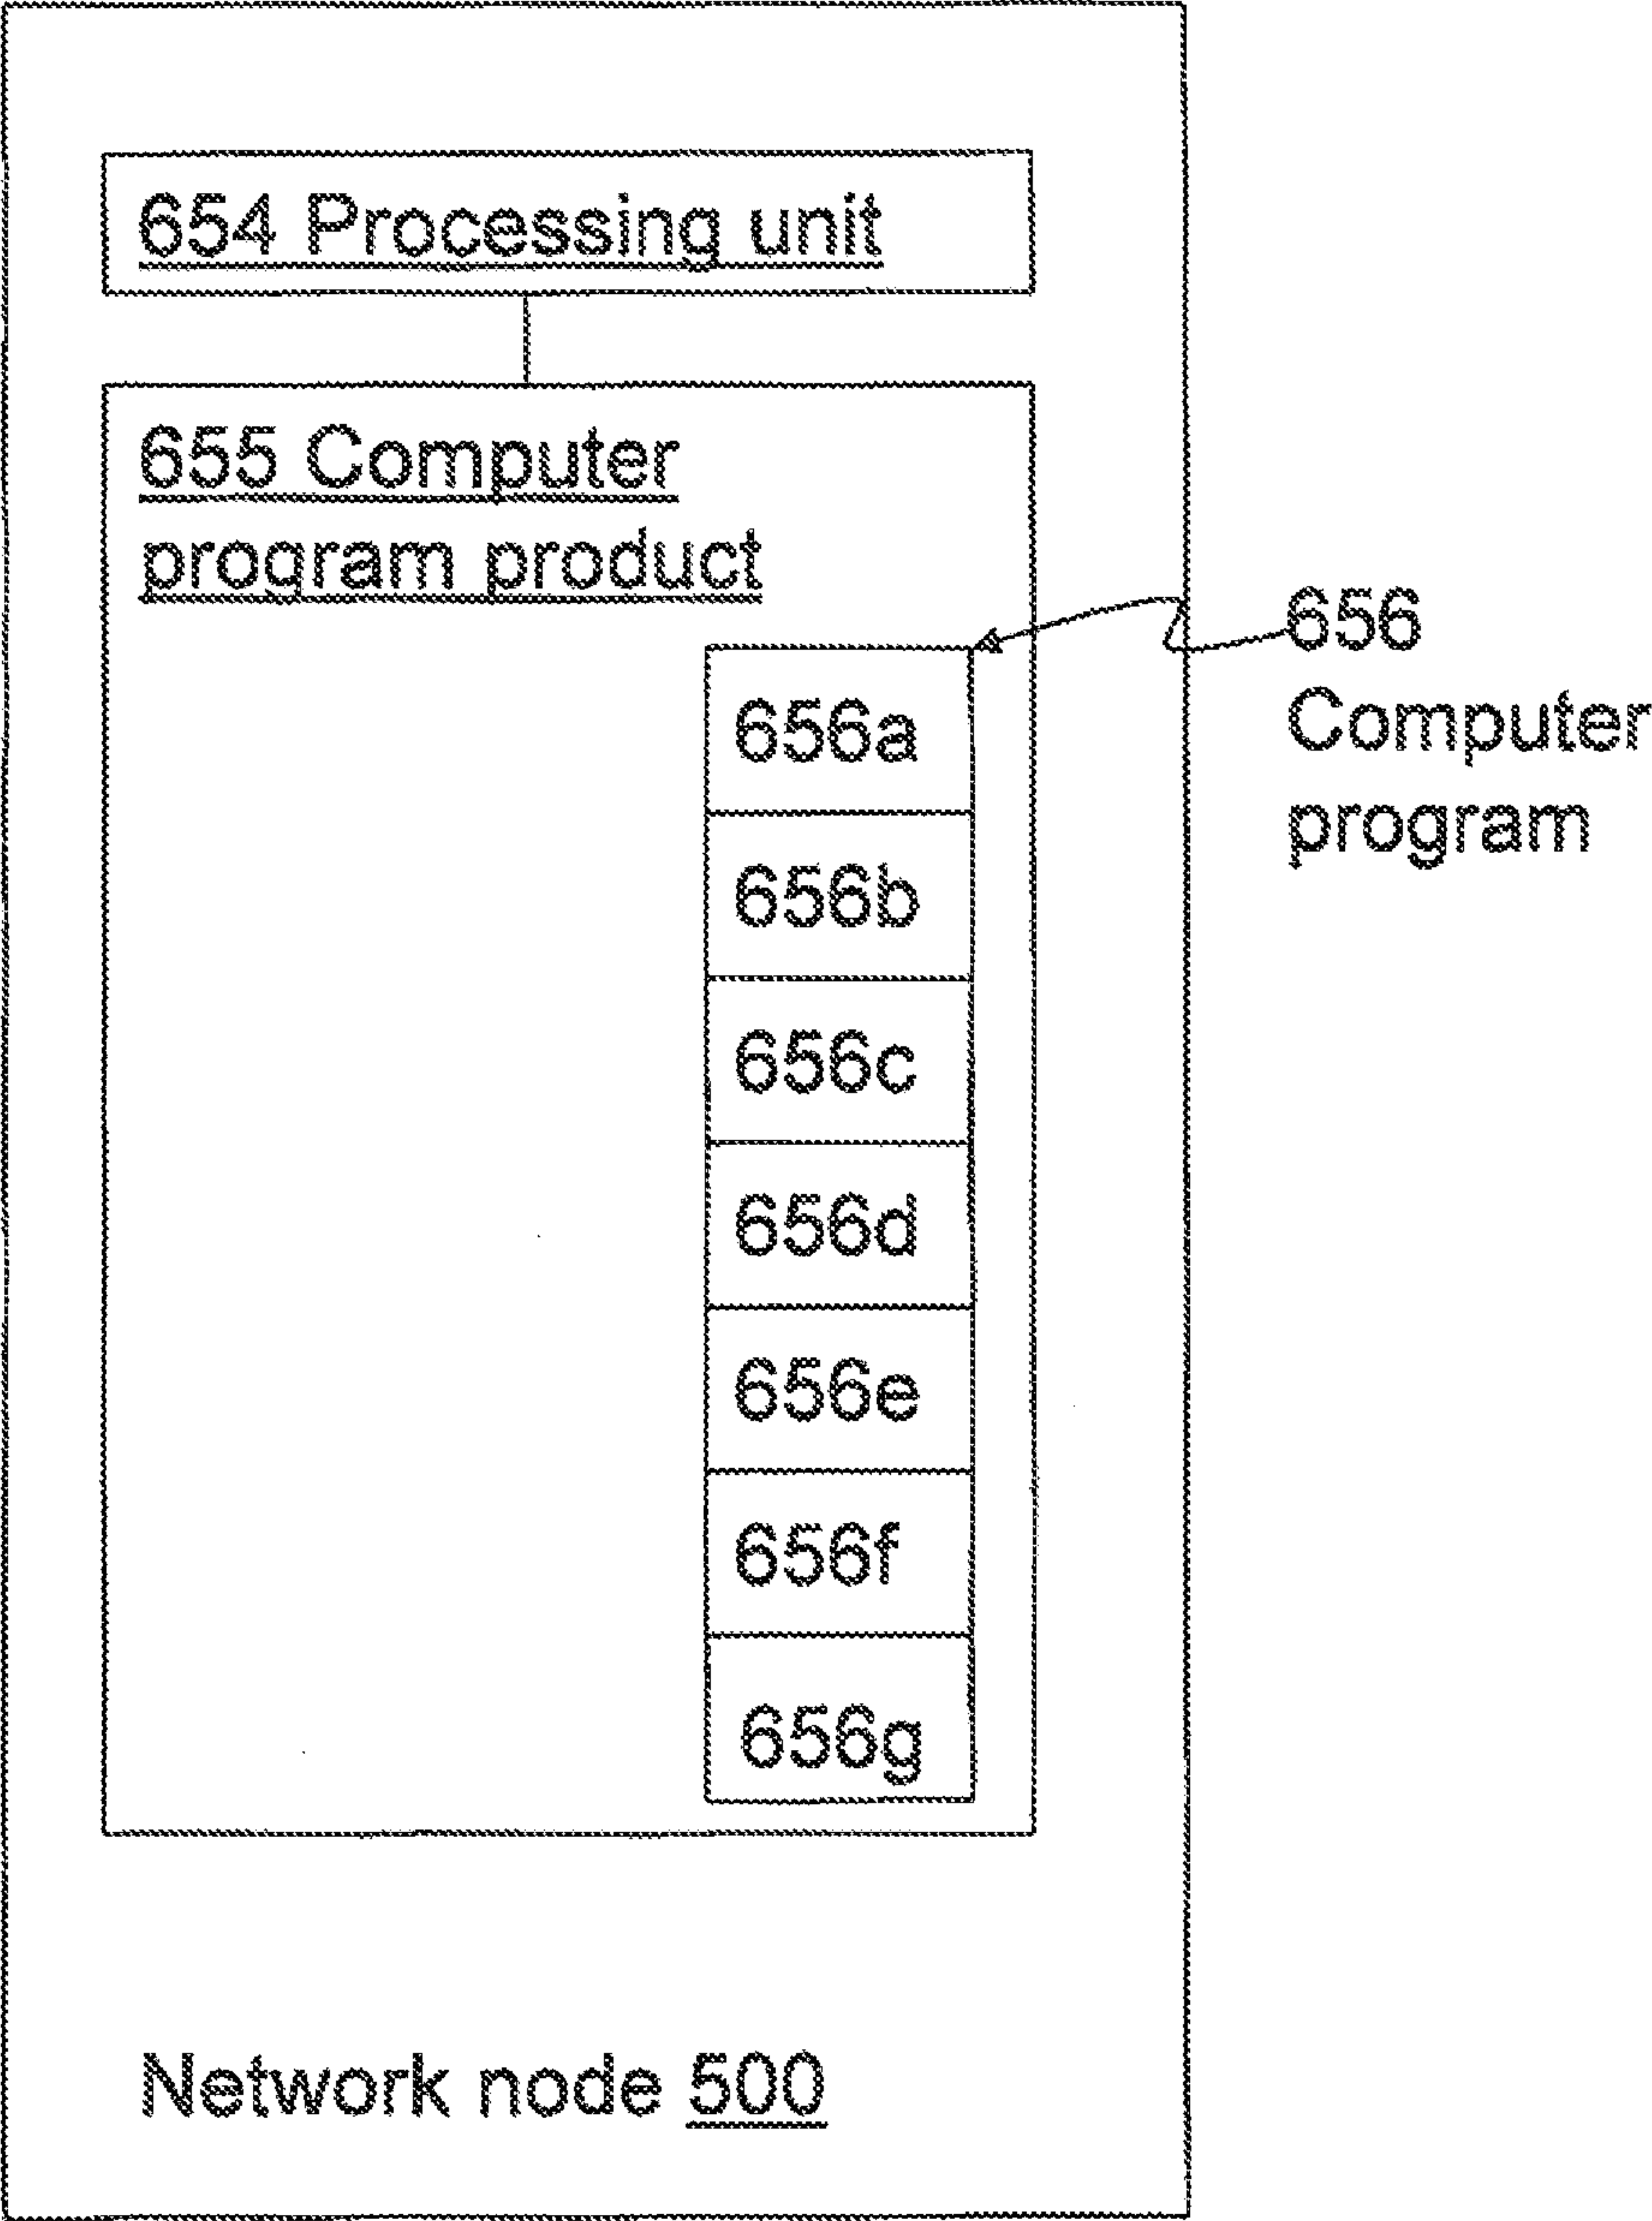 654 Processing unit
655 Computer
program product
656
Computer
program
656a
656b
656c
656d
656e
656f
656g
Network node 500